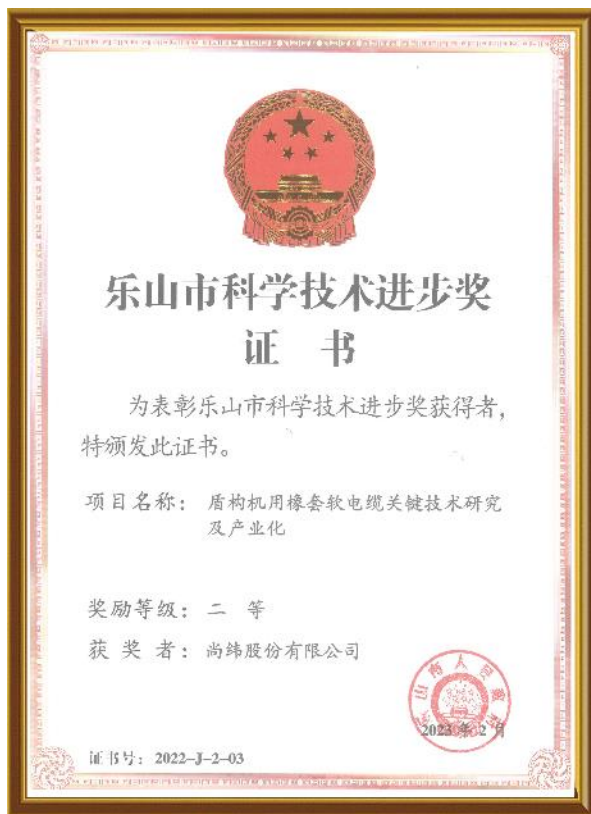 乐山市科学技术进步奖
证 书
为表彰乐山市科学技术进步奖获得者，
特颁发此证书。
项目名称： 盾构机用橡套软电缆关键技术研究
及产业化
奖励等级： 二 等
获 奖 者： 尚纬股份有限公司
乐山市人民政府
2023 年 2 月
证书号： 2022-J-2-03